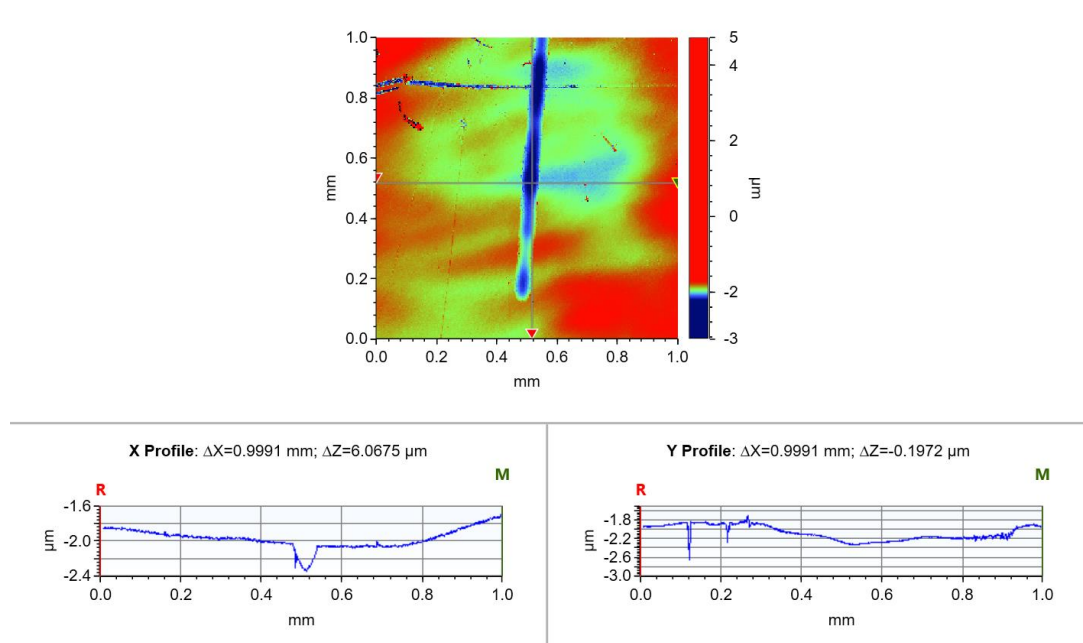 1.0
0.8
0.6
0.4
0.2
0.0
mm
0.0 0.2 0.4 0.6 0.8 1.0
mm
5
4
2
0
-2
-3
µm
X Profile: ΔX=0.9991 mm; ΔZ=6.0675 µm
R M
-1.6
-2.0
-2.4
µm
0.0 0.2 0.4 0.6 0.8 1.0
mm
Y Profile: ΔX=0.9991 mm; ΔZ=-0.1972 µm
R M
-1.8
-2.2
-2.6
-3.0
µm
0.0 0.2 0.4 0.6 0.8 1.0
mm